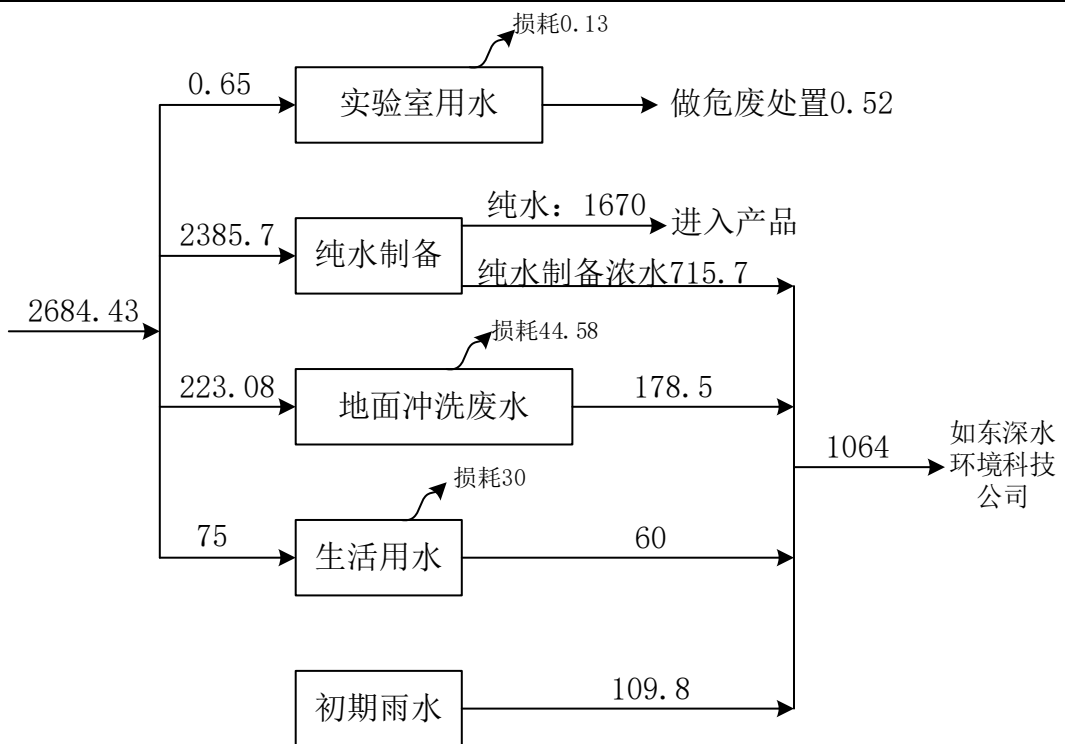 损耗0.13
0.65
实验室用水
做危废处置0.52
纯水：1670
进入产品
2385.7
纯水制备
纯水制备浓水715.7
2684.43
损耗44.58
223.08
地面冲洗废水
178.5
1064
如东深水
环境科技
公司
损耗30
75
生活用水
60
初期雨水
109.8